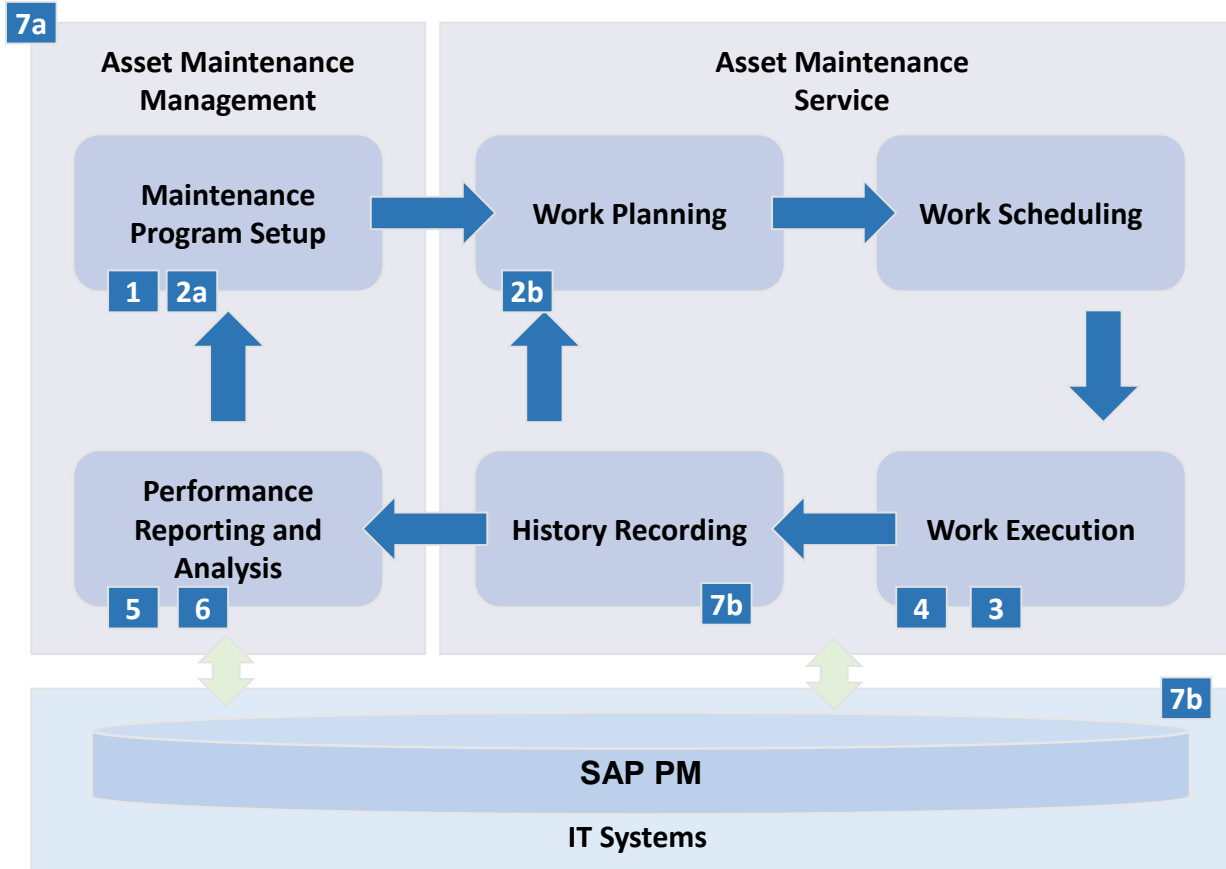 7a
Asset Maintenance
Management
Asset Maintenance
Service
Maintenance
Program Setup
1
2a
Work Planning
2b
Work Scheduling
Performance
Reporting and
Analysis
5
6
History Recording
7b
Work Execution
4
3
7b
SAP PM
IT Systems